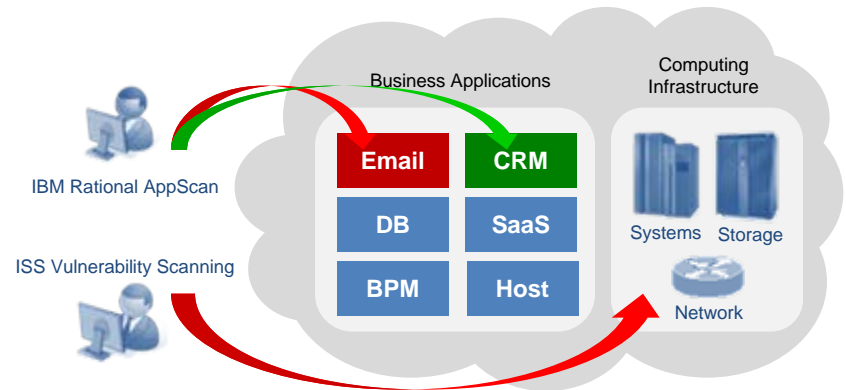 Business Applications
Computing
Infrastructure
Email
CRM
IBM Rational AppScan
DB
SaaS
Systems
Storage
ISS Vulnerability Scanning
BPM
Host
Network